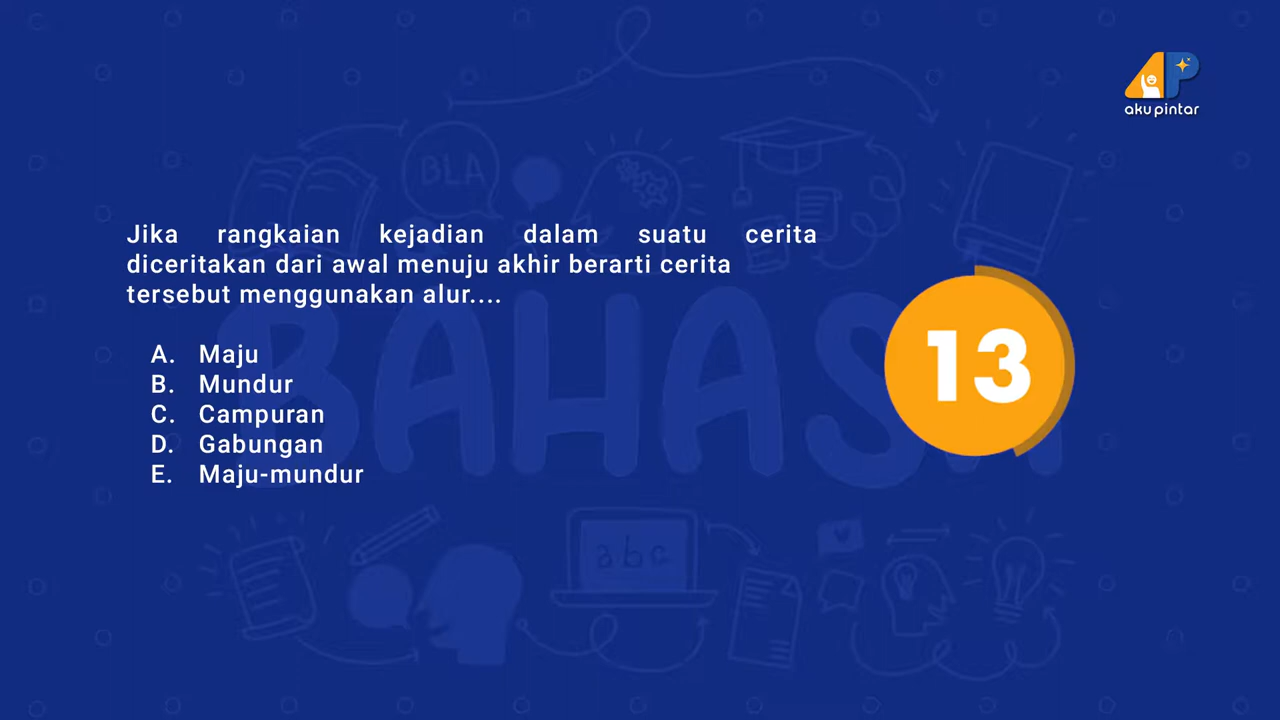 aku pintar
BLA
Jika rangkaian kejadian dalam suatu cerita
diceritakan dari awal menuju akhir berarti cerita
tersebut menggunakan alur....
A. Maju
B. Mundur
C. Campuran
D. Gabungan
E. Maju-mundur
13
BAHASA
abc